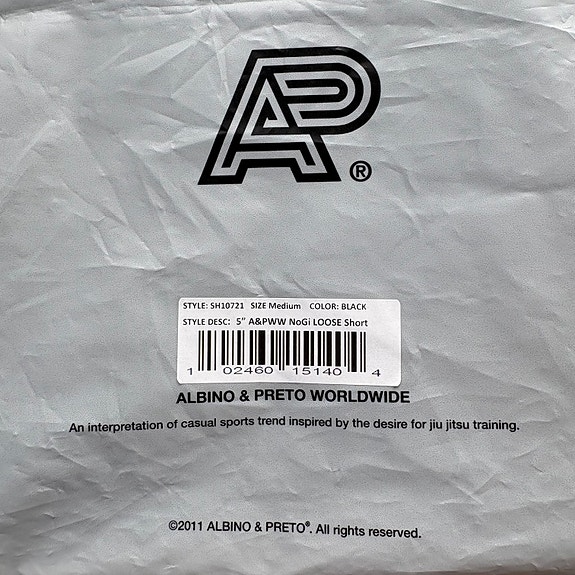 AP®
STYLE: SH10721 SIZE Medium COLOR: BLACK
STYLE DESC: 5" A&PWW NoGi LOOSE Short
1 02460 15140 4
ALBINO & PRETO WORLDWIDE
An interpretation of casual sports trend inspired by the desire for jiu jitsu training.
©2011 ALBINO & PRETO®. All rights reserved.